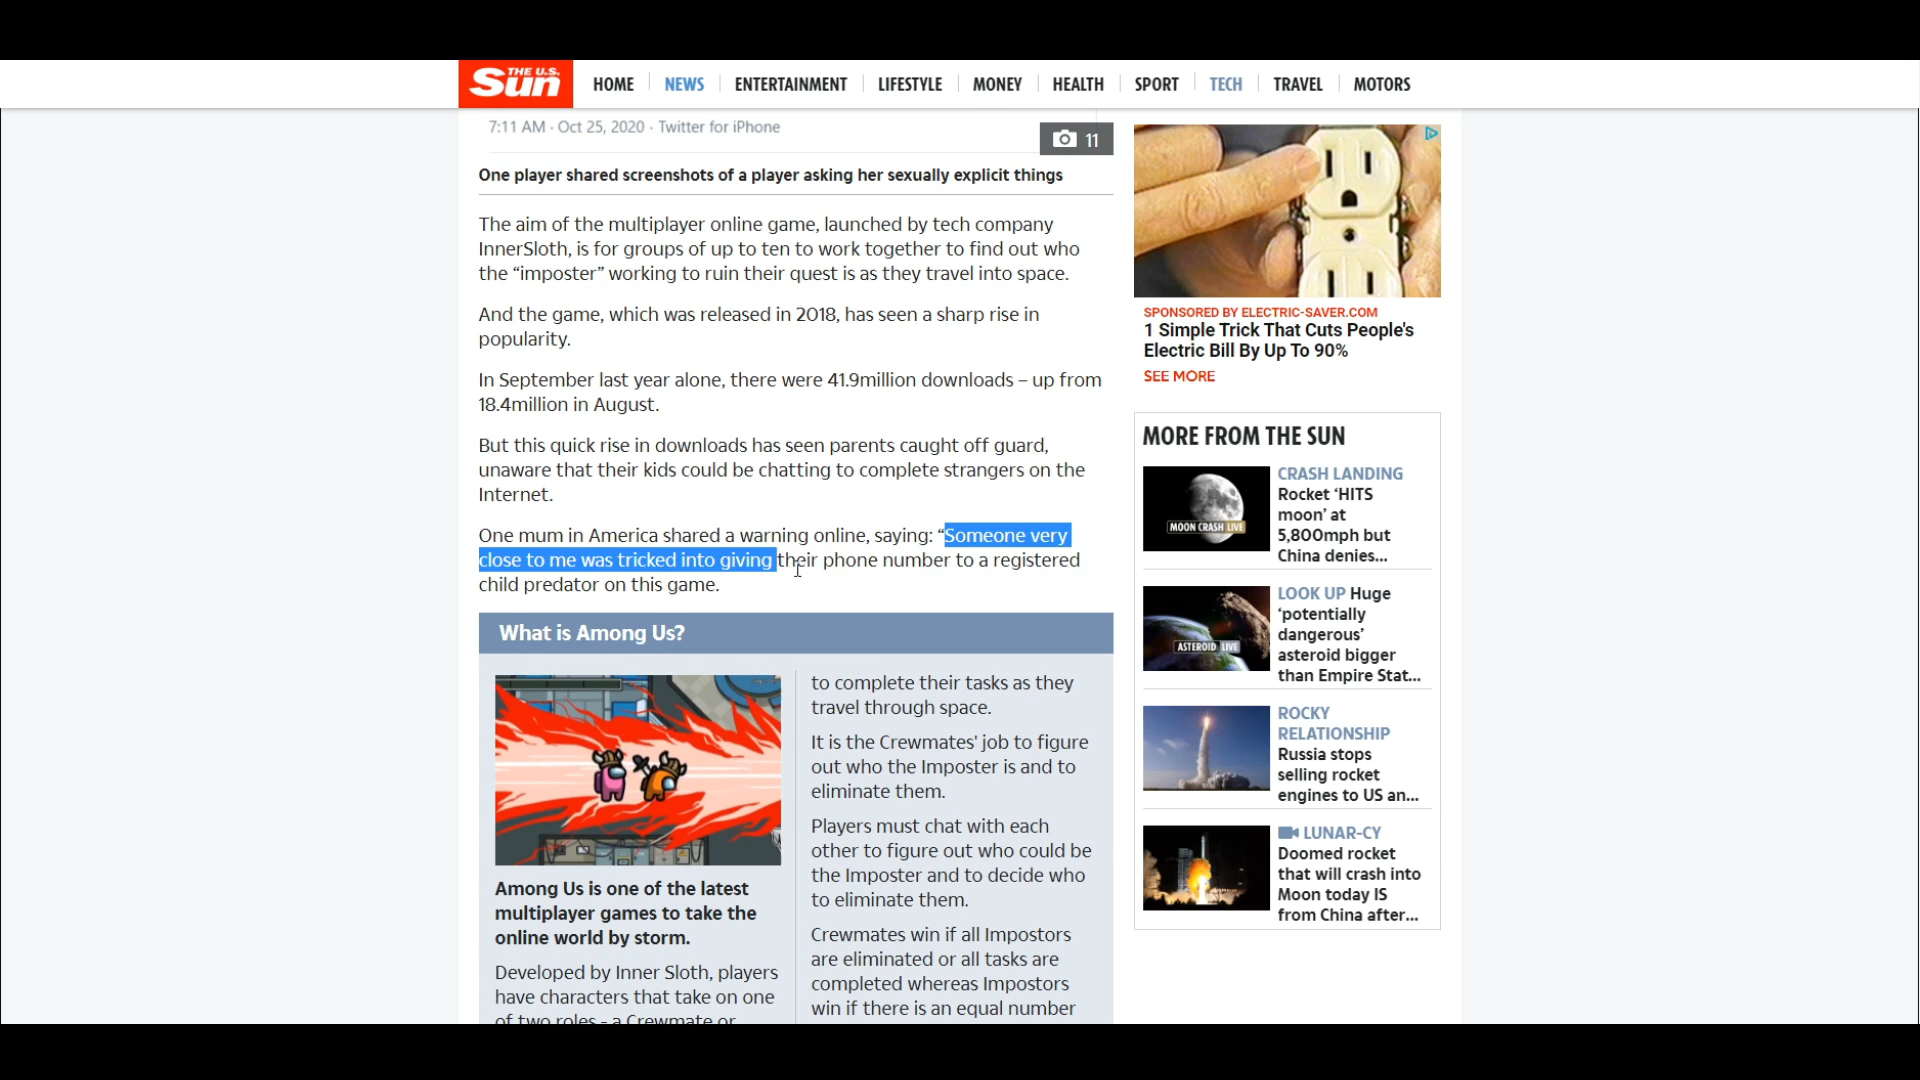 THE U.S.
Sun
HOME
NEWS
ENTERTAINMENT
LIFESTYLE
MONEY
HEALTH
SPORT
TECH
TRAVEL
MOTORS
7:11 AM · Oct 25, 2020 · Twitter for iPhone
11
One player shared screenshots of a player asking her sexually explicit things
The aim of the multiplayer online game, launched by tech company
InnerSloth, is for groups of up to ten to work together to find out who
the “imposter” working to ruin their quest is as they travel into space.
And the game, which was released in 2018, has seen a sharp rise in
popularity.
In September last year alone, there were 41.9million downloads – up from
18.4million in August.
But this quick rise in downloads has seen parents caught off guard,
unaware that their kids could be chatting to complete strangers on the
Internet.
One mum in America shared a warning online, saying: “Someone very
close to me was tricked into giving their phone number to a registered
child predator on this game.
What is Among Us?
Among Us is one of the latest
multiplayer games to take the
online world by storm.
Developed by Inner Sloth, players
have characters that take on one
of two roles - a Crewmate or
to complete their tasks as they
travel through space.
It is the Crewmates' job to figure
out who the Imposter is and to
eliminate them.
Players must chat with each
other to figure out who could be
the Imposter and to decide who
to eliminate them.
Crewmates win if all Impostors
are eliminated or all tasks are
completed whereas Impostors
win if there is an equal number
SPONSORED BY ELECTRIC-SAVER.COM
1 Simple Trick That Cuts People's
Electric Bill By Up To 90%
SEE MORE
MORE FROM THE SUN
MOON CRASH LIVE
CRASH LANDING
Rocket ‘HITS
moon’ at
5,800mph but
China denies...
ASTEROID LIVE
LOOK UP Huge
‘potentially
dangerous’
asteroid bigger
than Empire Stat...
ROCKY
RELATIONSHIP
Russia stops
selling rocket
engines to US an...
LUNAR-CY
Doomed rocket
that will crash into
Moon today IS
from China after...